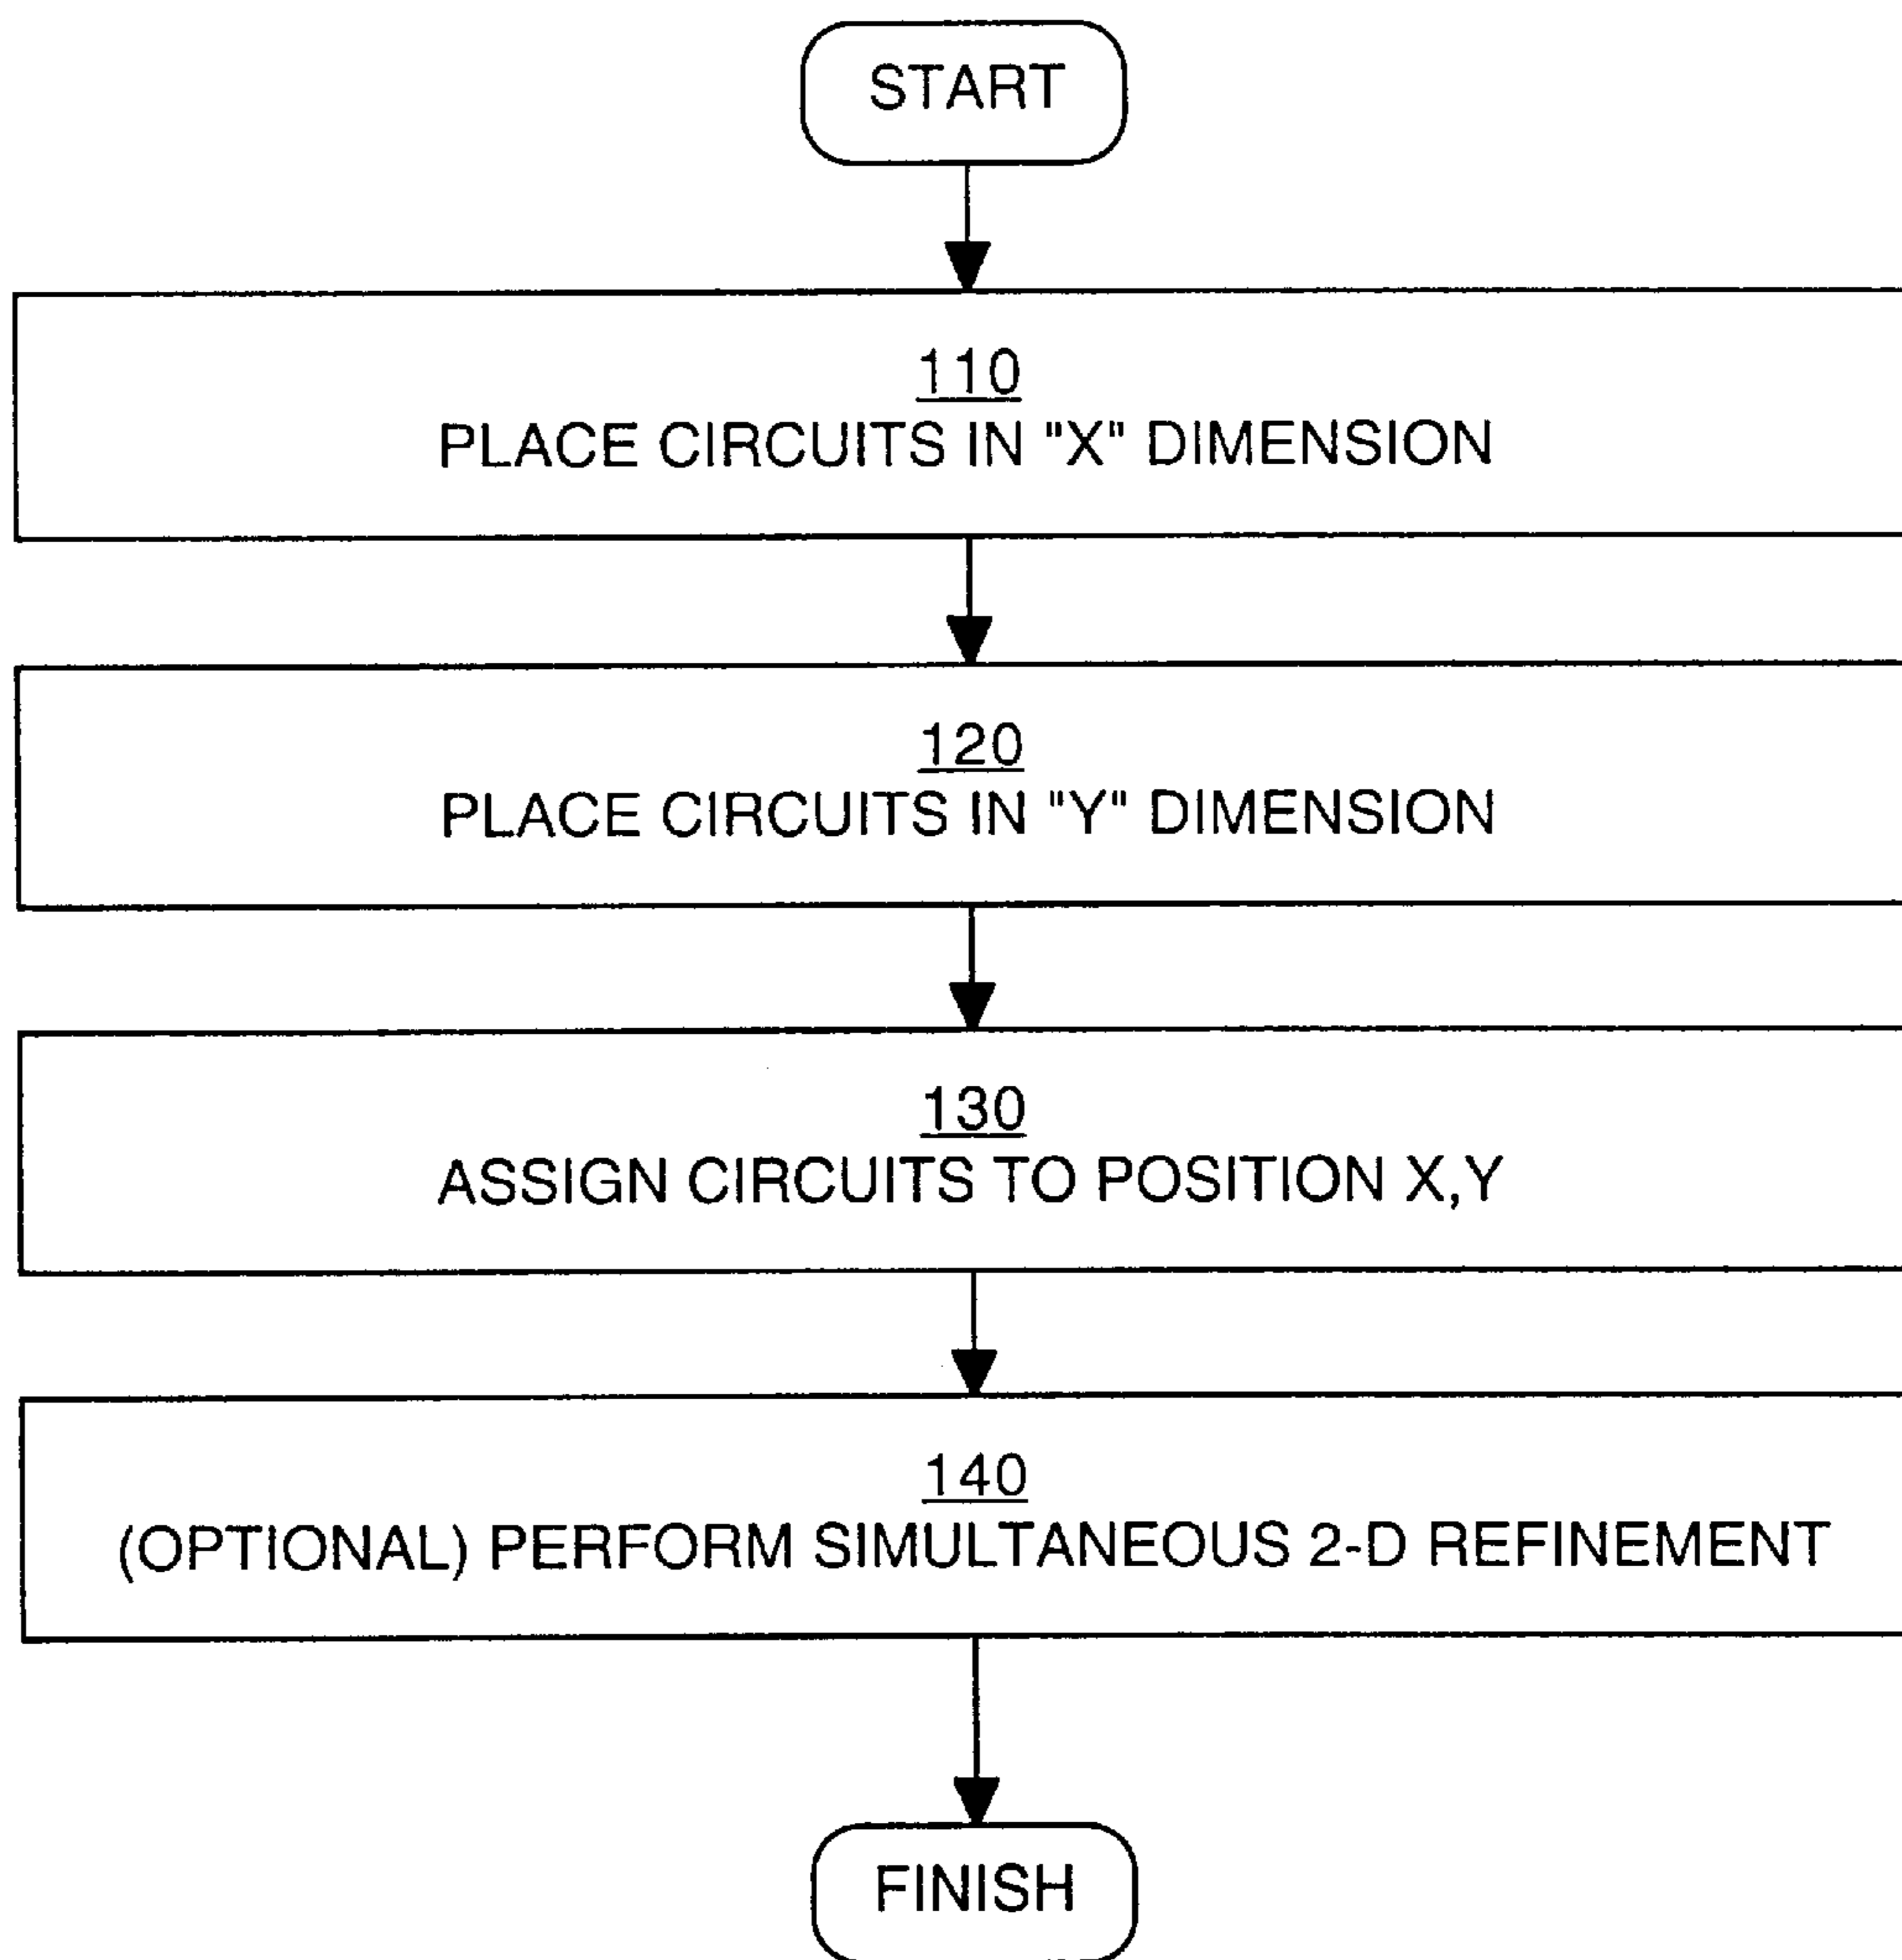 START
110
PLACE CIRCUITS IN "X" DIMENSION
120
PLACE CIRCUITS IN "Y" DIMENSION
130
ASSIGN CIRCUITS TO POSITION X,Y
140
(OPTIONAL) PERFORM SIMULTANEOUS 2-D REFINEMENT
FINISH